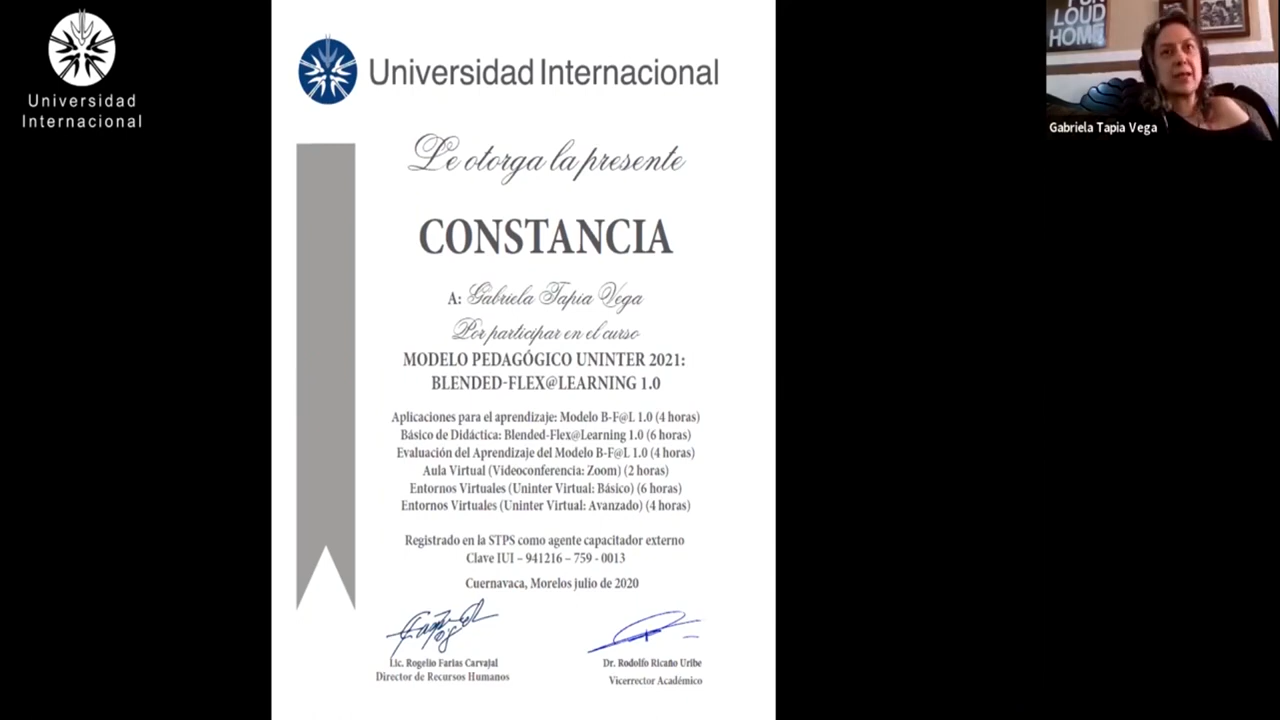 Universidad
Internacional
Universidad Internacional
LOUD
HOME
Gabriela Tapia Vega
Le otorga la presente
CONSTANCIA
A: Gabriela Tapia Vega
Por participar en el curso
MODELO PEDAGÓGICO UNINTER 2021:
BLENDED-FLEX@LEARNING 1.0
Aplicaciones para el aprendizaje: Modelo B-F@L 1.0 (4 horas)
Básico de Didáctica: Blended-Flex@Learning 1.0 (6 horas)
Evaluación del Aprendizaje del Modelo B-F@L 1.0 (4 horas)
Aula Virtual (Videoconferencia: Zoom) (2 horas)
Entornos Virtuales (Uninter Virtual: Básico) (6 horas)
Entornos Virtuales (Uninter Virtual: Avanzado) (4 horas)
Registrado en la STPS como agente capacitador externo
Clave IUI – 941216 – 759 - 0013
Cuernavaca, Morelos julio de 2020
Lic. Rogelio Farías Carvajal
Director de Recursos Humanos
Dr. Rodolfo Ricaño Uribe
Vicerrector Académico